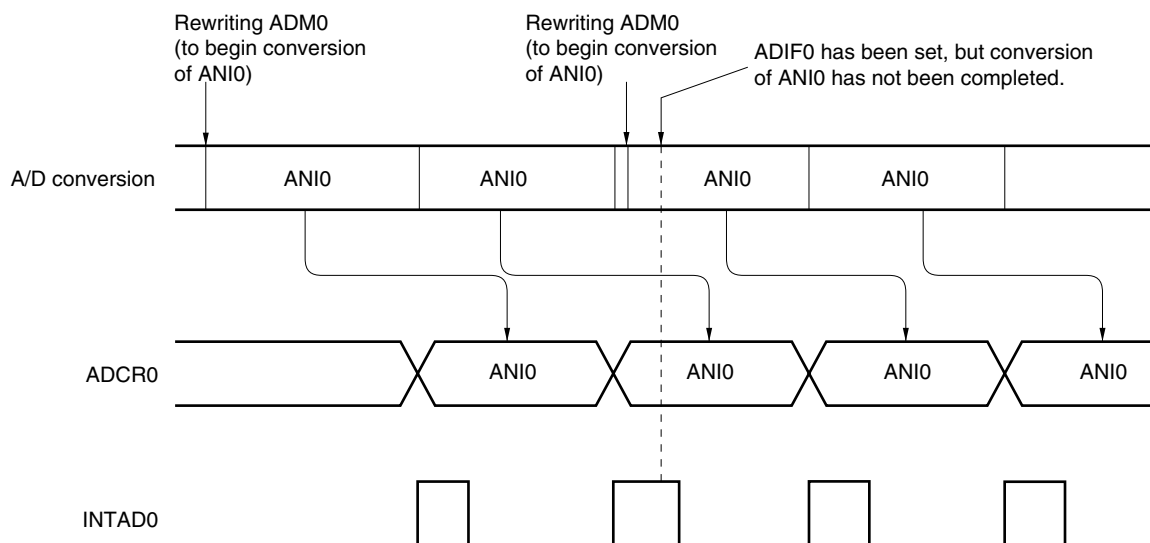 Rewriting ADM0
(to begin conversion
of ANI0)
Rewriting ADM0
(to begin conversion
of ANI0)
ADIF0 has been set, but conversion
of ANI0 has not been completed.
A/D conversion
ANI0
ANI0
ANI0
ANI0
ADCR0
ANI0
ANI0
ANI0
ANI0
INTAD0